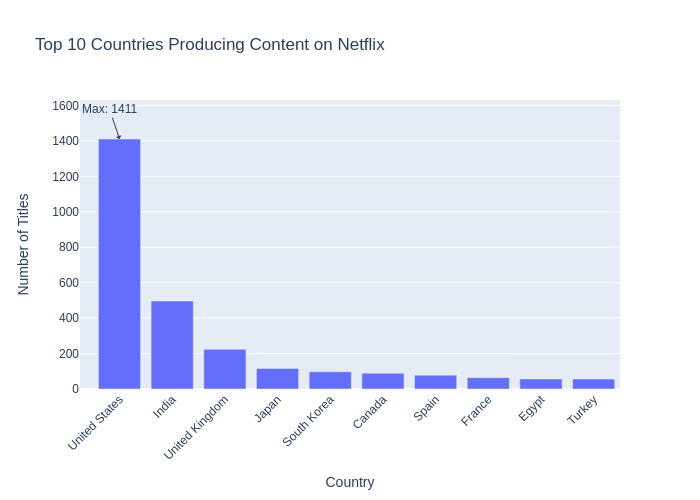 Top 10 Countries Producing Content on Netflix
Max: 1411
1600
1400
1200
1000
800
600
400
200
0
Number of Titles
United States
India
United Kingdom
Japan
South Korea
Canada
Spain
France
Egypt
Turkey
Country